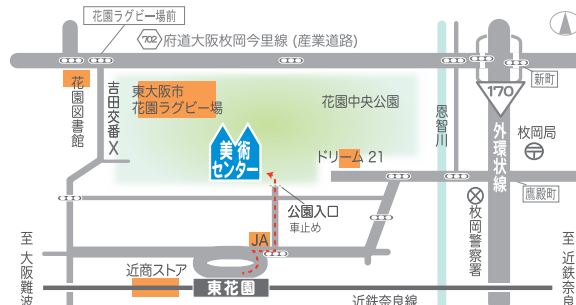 花園ラグビー場前
702 府道大阪枚岡今里線 (産業道路)
花園図書館
吉田交番
東大阪市
花園ラグビー場
花園中央公園
恩智川
170
外環状線
新町
枚岡局
美術
センター
ドリーム 21
鷹殿町
枚岡警察署
公園入口
車止め
JA
至 大阪難波
近商ストア
東花園
近鉄奈良線
至 近鉄奈良